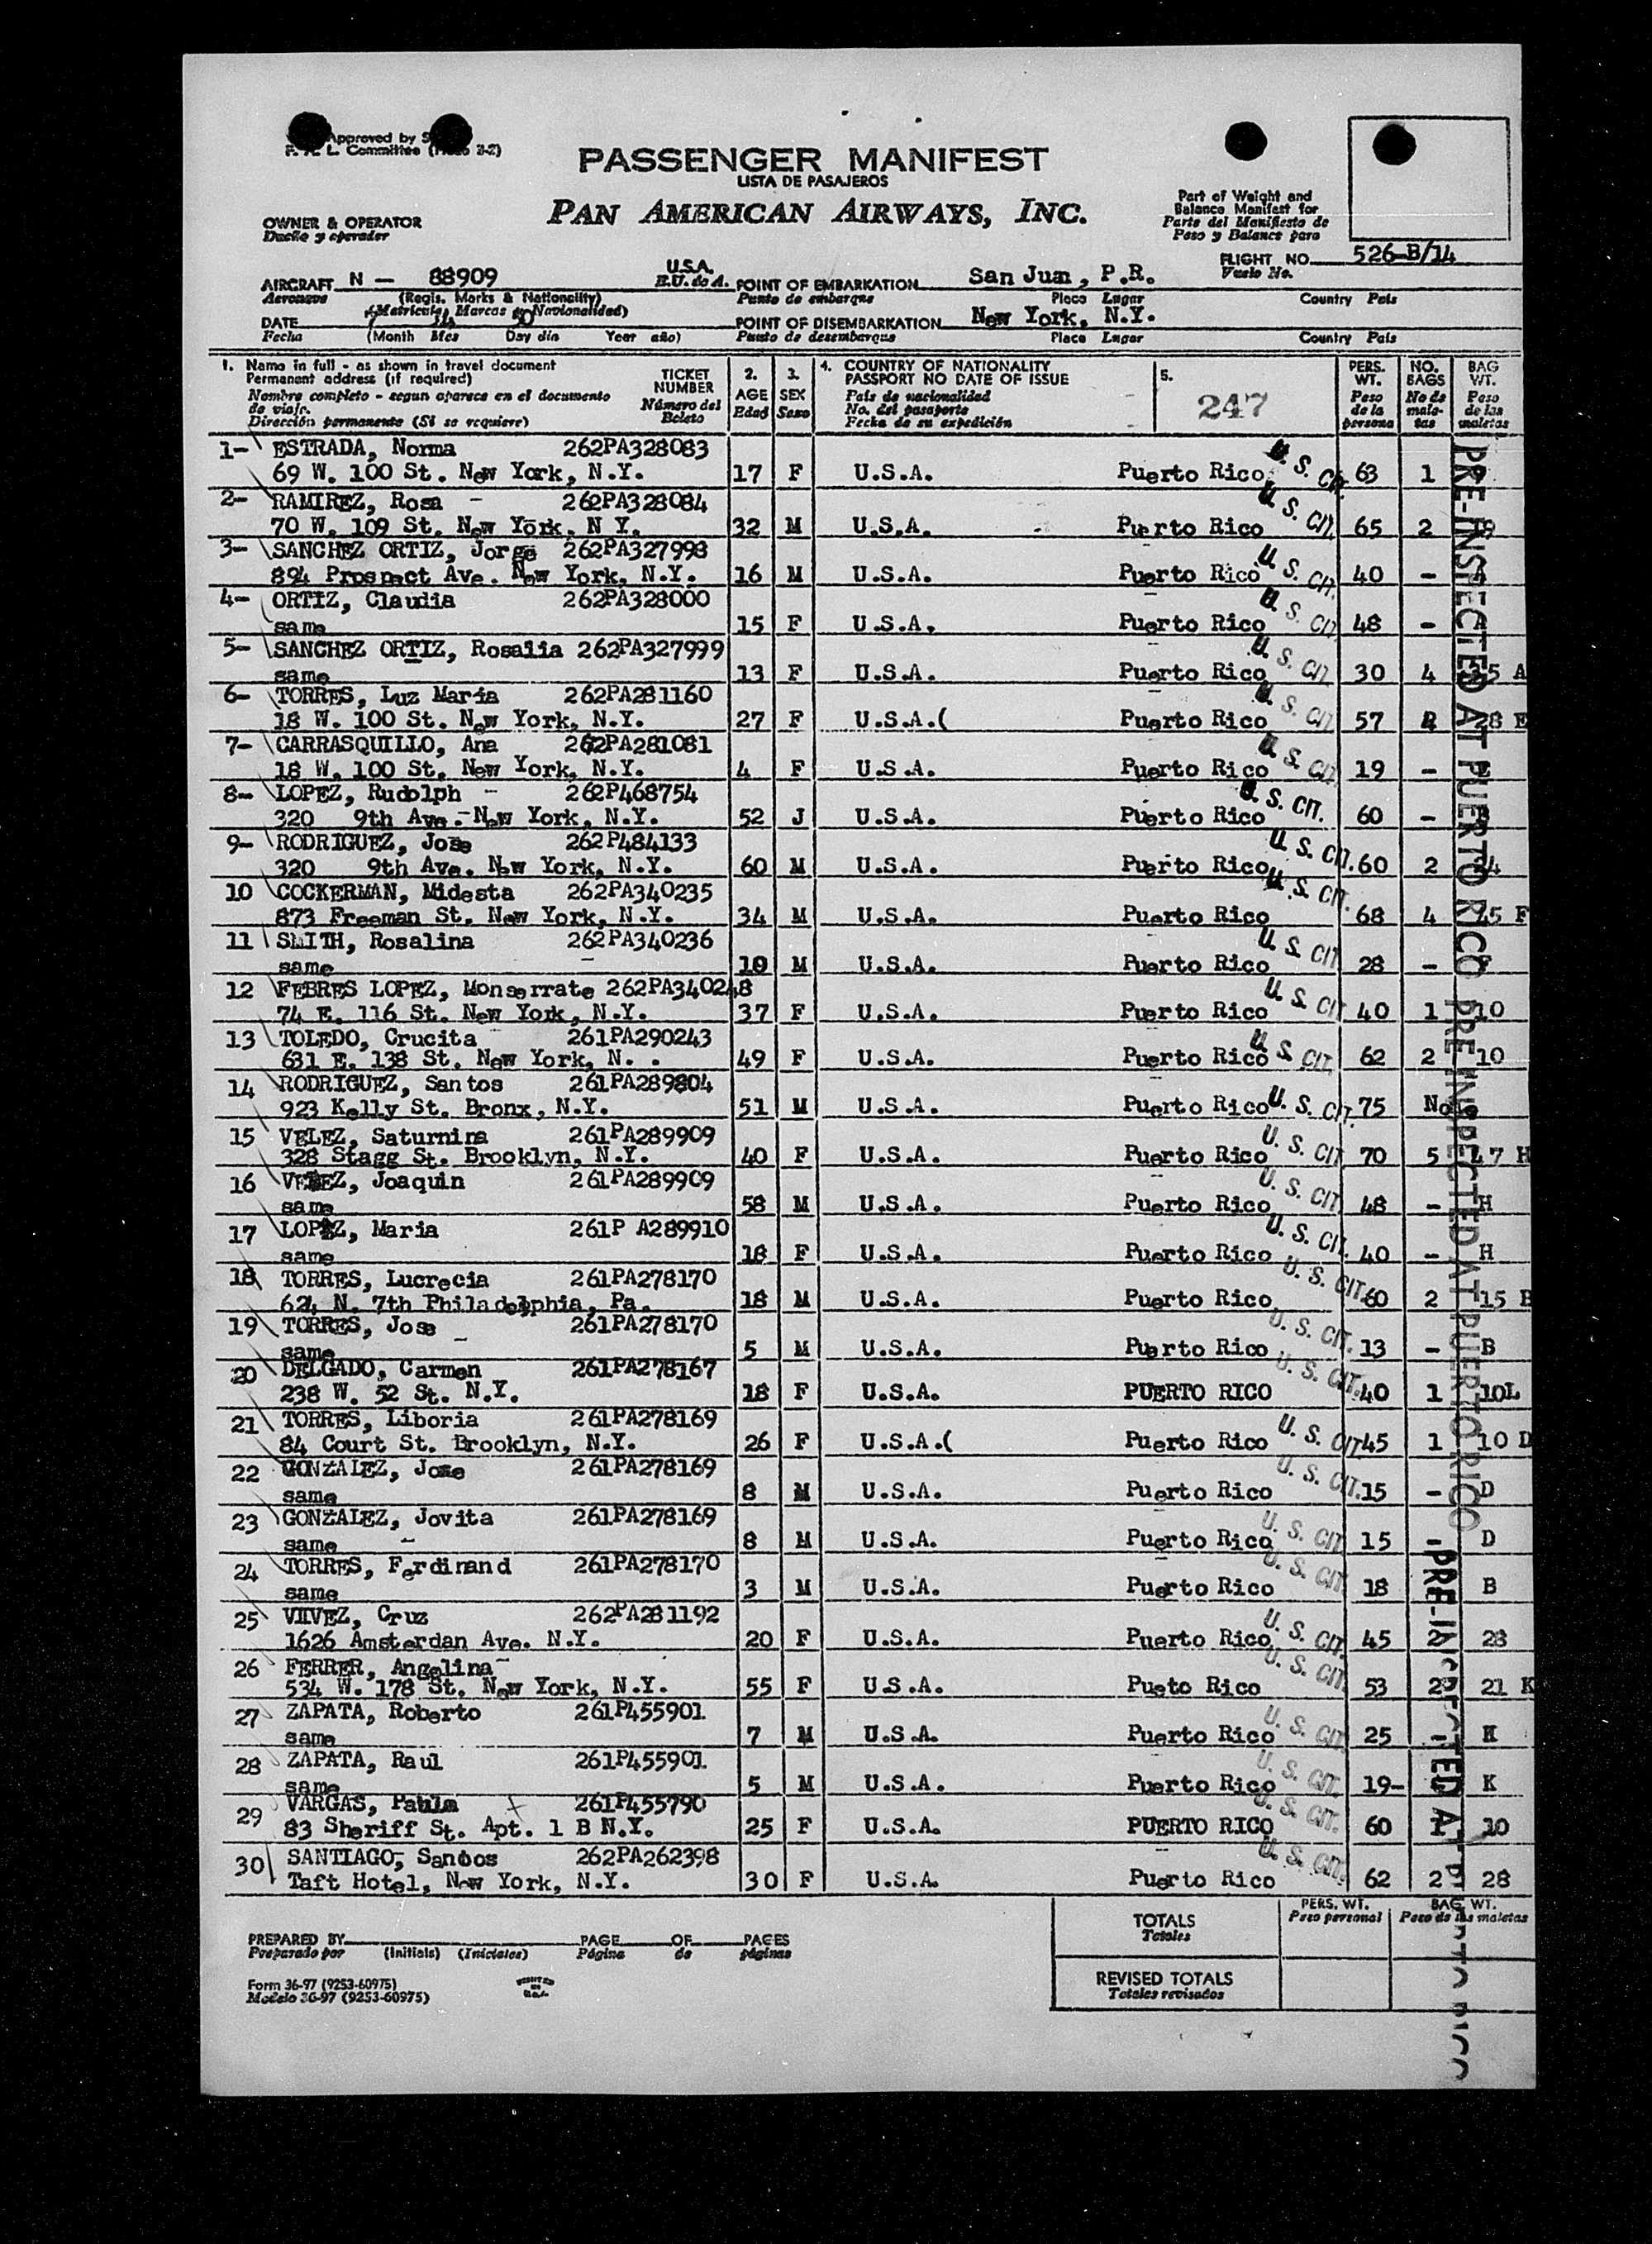 Approved by
L. Committee
PASSENGER MANIFEST
LISTA DE PASAJEROS
PAN AMERICAN AIRWAYS, INC.
OWNER & OPERATOR
Dueño y operador
Part of Weight and
Balance Manifest for
Parte del Manifiesto de
Peso y Balance para
FLIGHT NO. 526-B/14
Vuelo No.
AIRCRAFT N — 88909 U.S.A.
Aeronave (Regis. Marks & Nationality) E.U. de A.
(Matricula, Marcas y Nacionalidad)
POINT OF EMBARKATION San Juan, P.R.
Punto de embarque Place Lugar Country Pais
DATE
Fecha (Month Mes Day dia Year año)
POINT OF DISEMBARKATION New York, N.Y.
Punto de desembarque Place Lugar Country Pais
1. Name in full - as shown in travel document
Permanent address (if required)
Nombre completo - segun aparece en el documento
de viaje.
Dirección permanente (Si se requiere)
TICKET
NUMBER
Número del
Boleto
2.
AGE
Edad
3.
SEX
Sexo
4. COUNTRY OF NATIONALITY
PASSPORT NO DATE OF ISSUE
Pais de nacionalidad
No. del pasaporte
Fecha de su expedición
5.
247
PERS.
WT.
Peso
de la
persona
NO.
BAGS
No de
male-
tas
BAG
WT.
Peso
de las
maletas
1- ESTRADA, Norma 262PA328083
69 W. 100 St. New York, N.Y. 17 F U.S.A. Puerto Rico U. S. CIT. 63 1
2- RAMIREZ, Rosa - 262PA328084
70 W. 109 St. New York, N Y. 32 M U.S.A. Puerto Rico U. S. CIT. 65 2
3- SANCHEZ ORTIZ, Jorge 262PA327998
894 Prospect Ave. New York, N.Y. 16 M U.S.A. Puerto Rico U. S. CIT. 40 -
4- ORTIZ, Claudia 262PA328000
same 15 F U.S.A. Puerto Rico U. S. CIT. 48 -
5- SANCHEZ ORTIZ, Rosalia 262PA327999
same 13 F U.S.A. Puerto Rico U. S. CIT. 30 4 A
6- TORRES, Luz Maria 262PA281160
18 W. 100 St. New York, N.Y. 27 F U.S.A.( Puerto Rico U. S. CIT 57 28 E
7- CARRASQUILLO, Ana 262PA281081
18 W. 100 St. New York, N.Y. 4 F U.S.A. Puerto Rico U. S. CIT. 19 -
8- LOPEZ, Rudolph - 262P468754
320 9th Ave. New York, N.Y. 52 J U.S.A. Puerto Rico U. S. CIT. 60 -
9- RODRIGUEZ, Jose 262P484133
320 9th Ave. New York, N.Y. 60 M U.S.A. Puerto Rico U. S. CIT. 60 2
10 COCKERMAN, Midesta 262PA340235
873 Freeman St. New York, N.Y. 34 M U.S.A. Puerto Rico U. S. CIT. 68 4 F
11 SMITH, Rosalina 262PA340236
same 10 M U.S.A. Puerto Rico U. S. CIT 28 -
12 FEBRES LOPEZ, Monserrate 262PA340248
74 E. 116 St. New York, N.Y. 37 F U.S.A. Puerto Rico U. S. CIT 40 1 10
13 TOLEDO, Crucita 261PA290243
631 E. 138 St. New York, N. . 49 F U.S.A. Puerto Rico U. S. CIT. 62 2 10
14 RODRIGUEZ, Santos 261PA289804
923 Kelly St. Bronx, N.Y. 51 M U.S.A. Puerto Rico U. S. CIT. 75
15 VELEZ, Saturnina 261PA289909
328 Stagg St. Brooklyn, N.Y. 40 F U.S.A. Puerto Rico U. S. CIT 70 5 47 H
16 VELEZ, Joaquin 261PA289909
same 58 M U.S.A. Puerto Rico U. S. CIT 48 - H
17 LOPEZ, Maria 261P A289910
same 18 F U.S.A. Puerto Rico U. S. CIT. 40 - H
18 TORRES, Lucrecia 261PA278170
624 N. 7th Philadelphia, Pa. 18 M U.S.A. Puerto Rico U. S. CIT. 60 2 15 B
19 TORRES, Jose 261PA278170
same 5 M U.S.A. Puerto Rico U. S. CIT. 13 - B
20 DELGADO, Carmen 261PA278167
238 W. 52 St. N.Y. 18 F U.S.A. PUERTO RICO U. S. CIT. 40 1 10L
21 TORRES, Liboria 261PA278169
84 Court St. Brooklyn, N.Y. 26 F U.S.A.( Puerto Rico U. S. CIT 45 1 10 D
22 GONZALEZ, Jose 261PA278169
same 8 M U.S.A. Puerto Rico U. S. CIT. 15 - D
23 GONZALEZ, Jovita 261PA278169
same 8 M U.S.A. Puerto Rico U. S. CIT 15 - D
24 TORRES, Ferdinand 261PA278170
same 3 M U.S.A. Puerto Rico U. S. CIT 18 B
25 VIVEZ, Cruz 262PA281192
1626 Amsterdan Ave. N.Y. 20 F U.S.A. Puerto Rico U. S. CIT. 45 2 28
26 FERRER, Angelina
534 W. 178 St. New York, N.Y. 55 F U.S.A. Pueto Rico U. S. CIT 53 2 21 K
27 ZAPATA, Roberto 261P455901
same 7 M U.S.A. Puerto Rico U. S. CIT. 25 - K
28 ZAPATA, Raul 261P455901
same 5 M U.S.A. Puerto Rico U. S. CIT. 19- K
29 VARGAS, Paula 261P455790
83 Sheriff St. Apt. 1 B N.Y. 25 F U.S.A. PUERTO RICO U. S. CIT. 60
30 SANTIAGO, Santos 262PA262398
Taft Hotel, New York, N.Y. 30 F U.S.A. Puerto Rico U. S. CIT. 62 2 28
PRE-INSPECTED AT PUERTO RICO
PRE INSPECTED AT PUERTO RICO
PRE-INSPECTED AT PUERTO RICO
TOTALS
Totales
PERS. WT.
Peso personal
BAG WT.
Peso de las maletas
REVISED TOTALS
Totales revisados
PREPARED BY PAGE OF PAGES
Preparado por (Initials) (Iniciales) Página de páginas
Form 36-97 (9253-60975)
Modelo 36-97 (9253-60975)